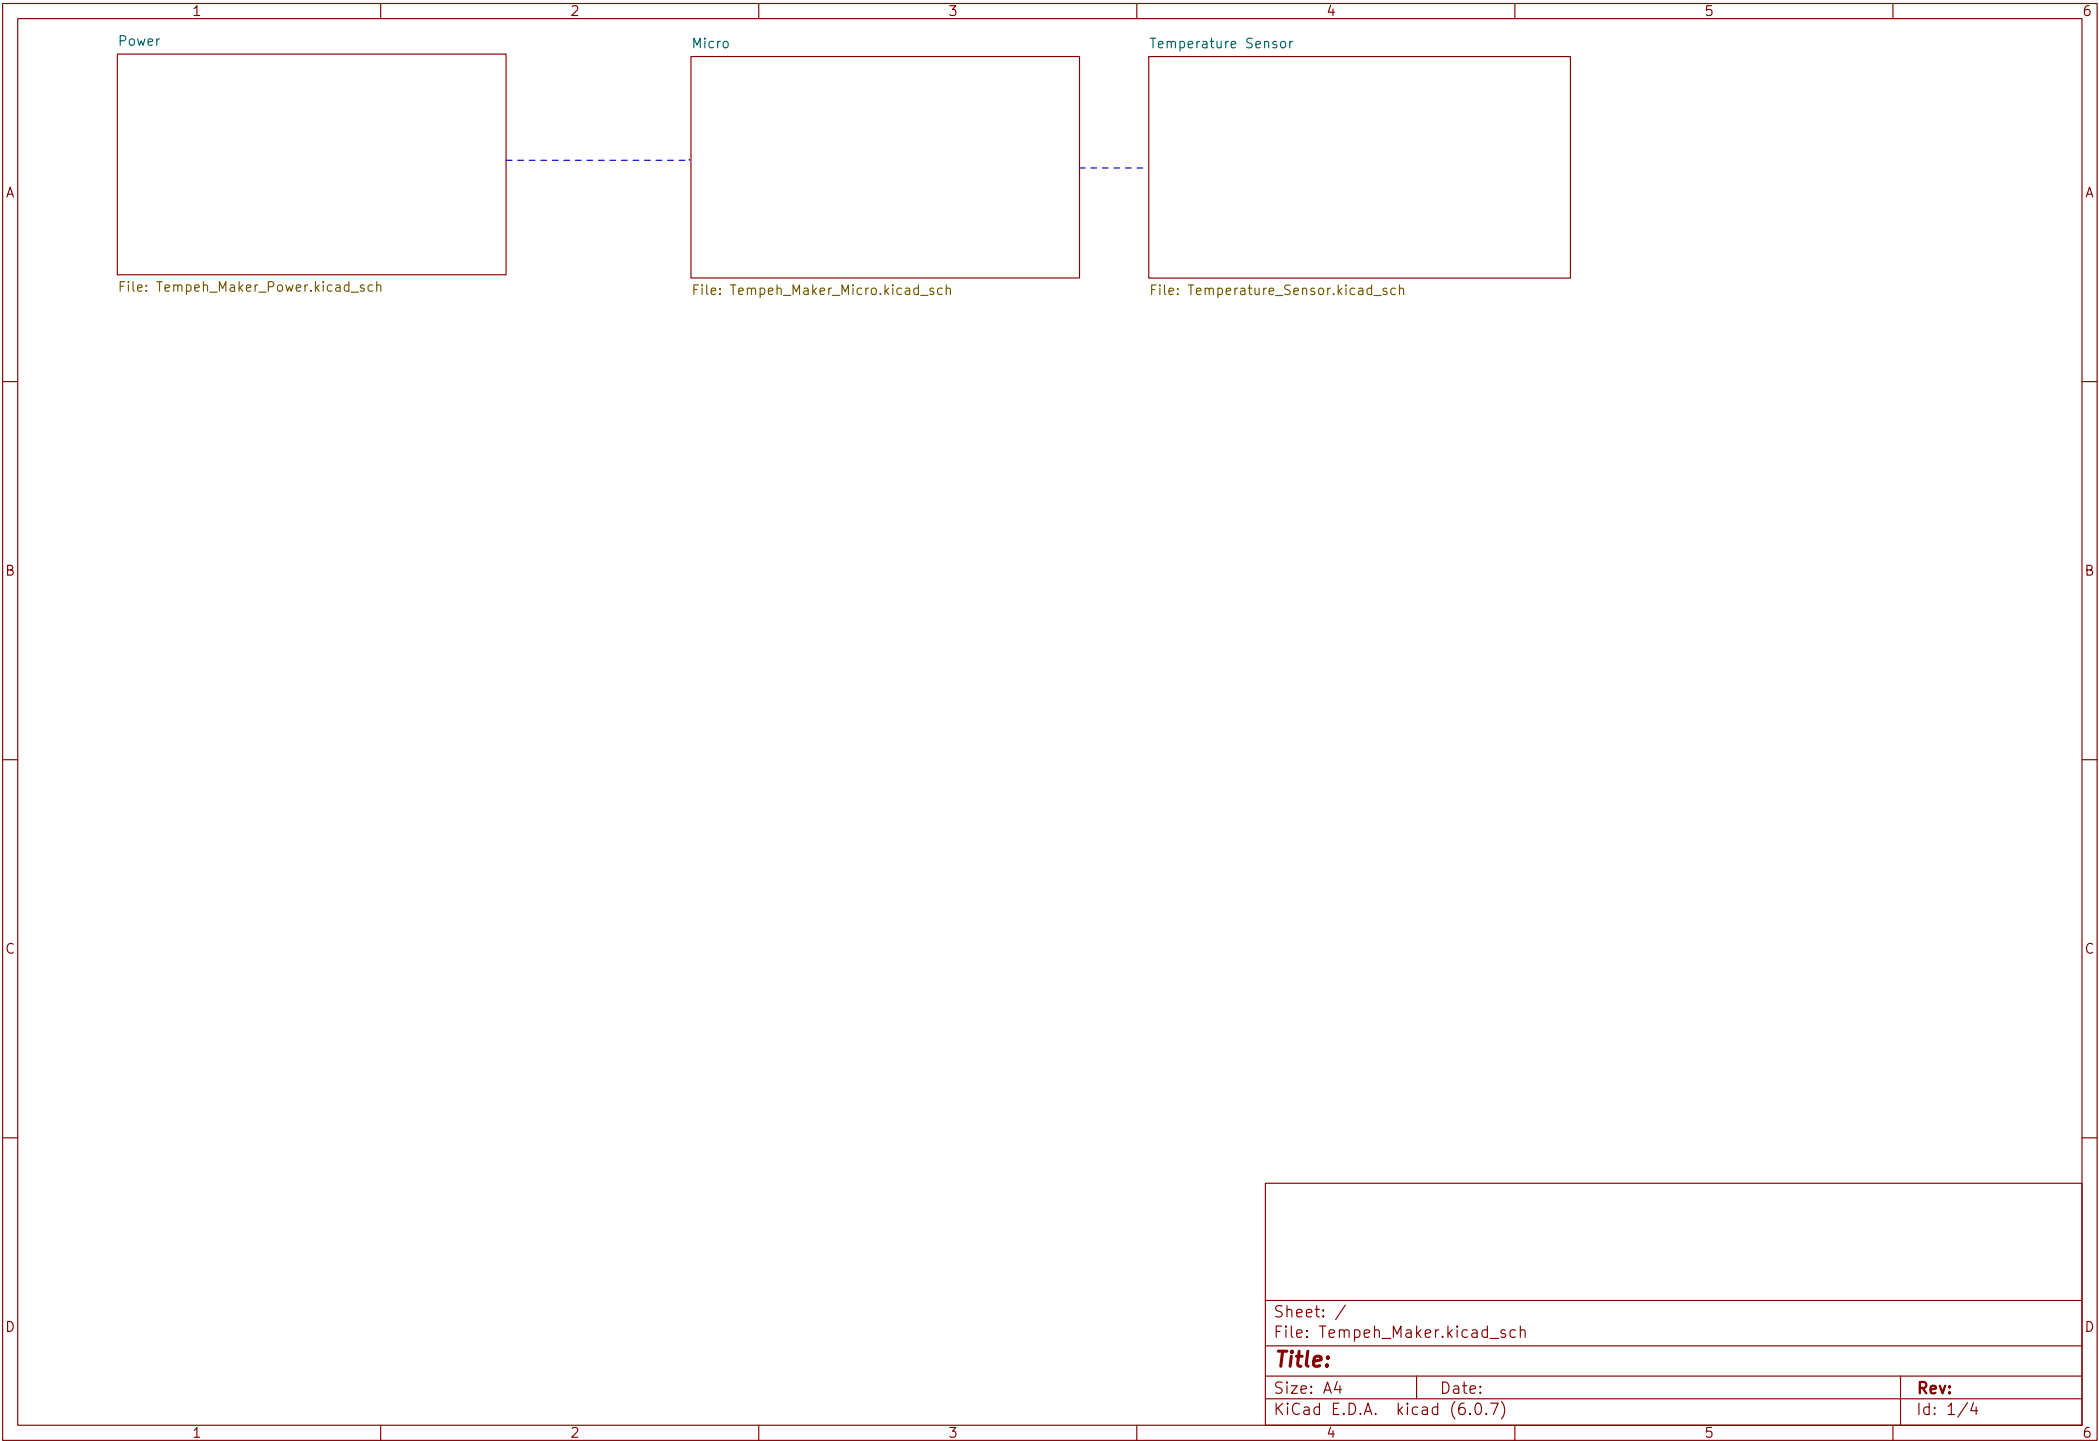 1 2 3 4 5 6
Power
Micro
Temperature Sensor
A A
File: Tempeh_Maker_Power.kicad_sch
File: Tempeh_Maker_Micro.kicad_sch
File: Temperature_Sensor.kicad_sch
B B
C C
Sheet: /
D D
File: Tempeh_Maker.kicad_sch
Title:
Size: A4 Date: Rev:
KiCad E.D.A. kicad (6.0.7) Id: 1/4
1 2 3 4 5 6